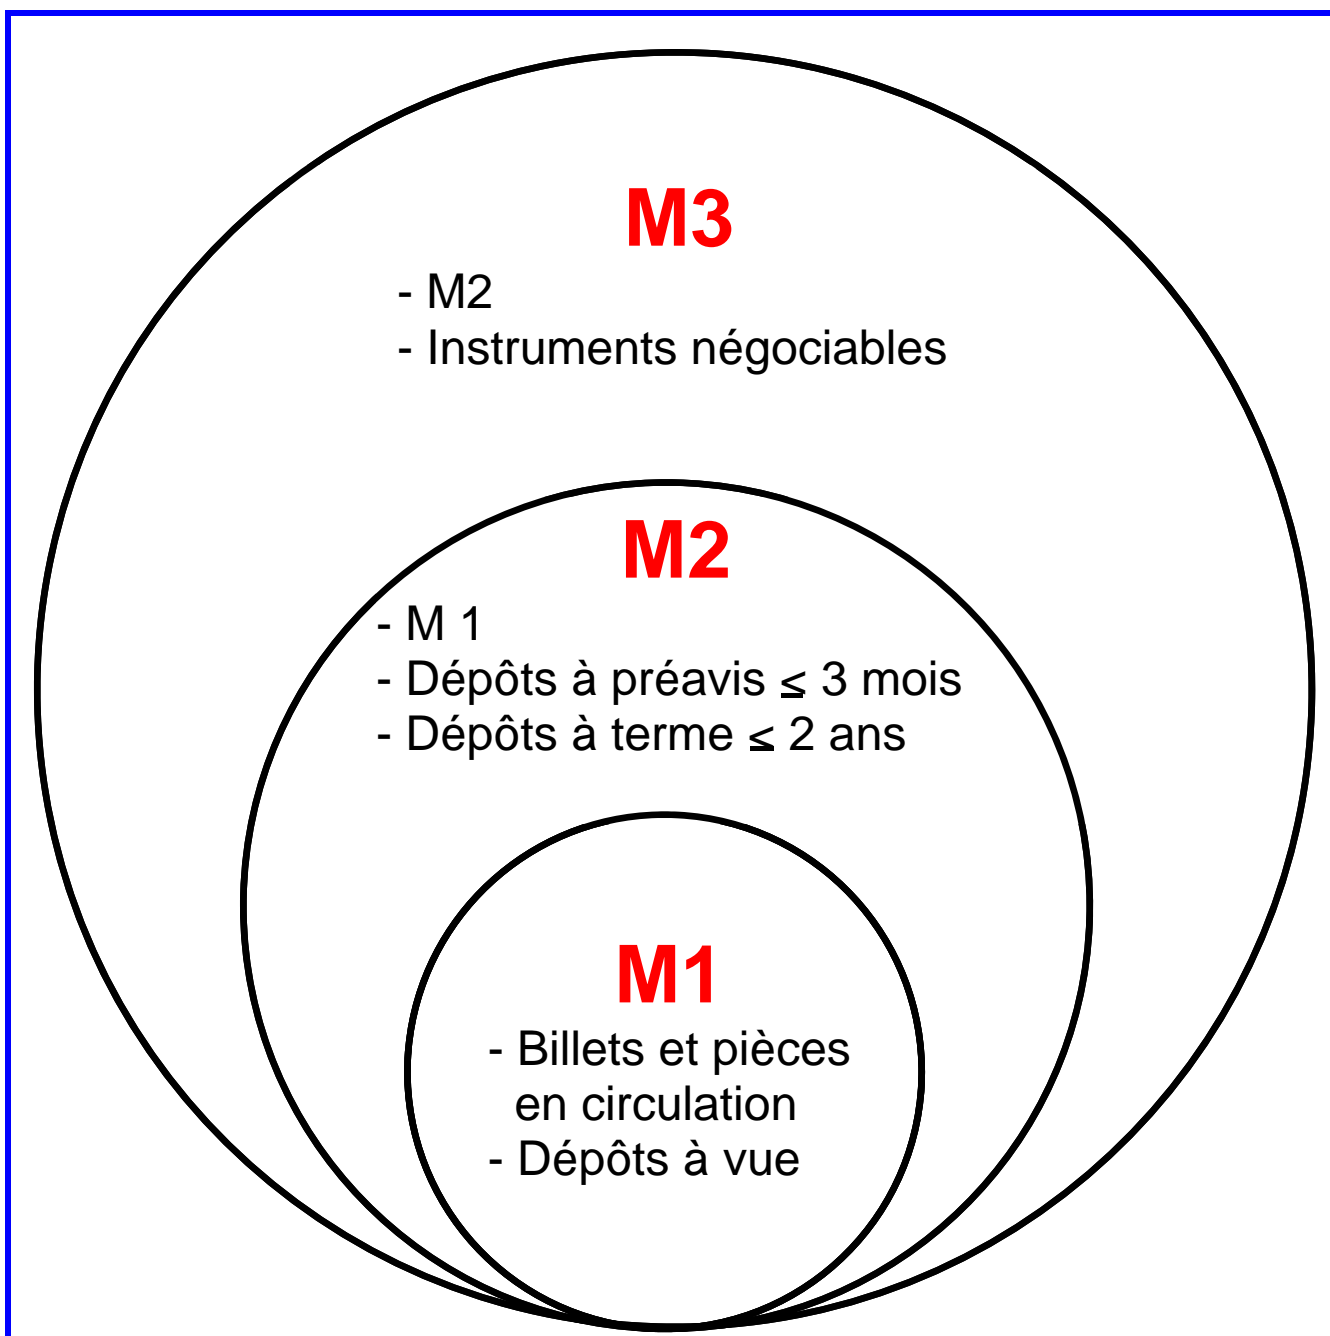 M3
- M2
- Instruments négociables
M2
- M 1
- Dépôts à préavis ≤ 3 mois
- Dépôts à terme ≤ 2 ans
M1
- Billets et pièces
en circulation
- Dépôts à vue